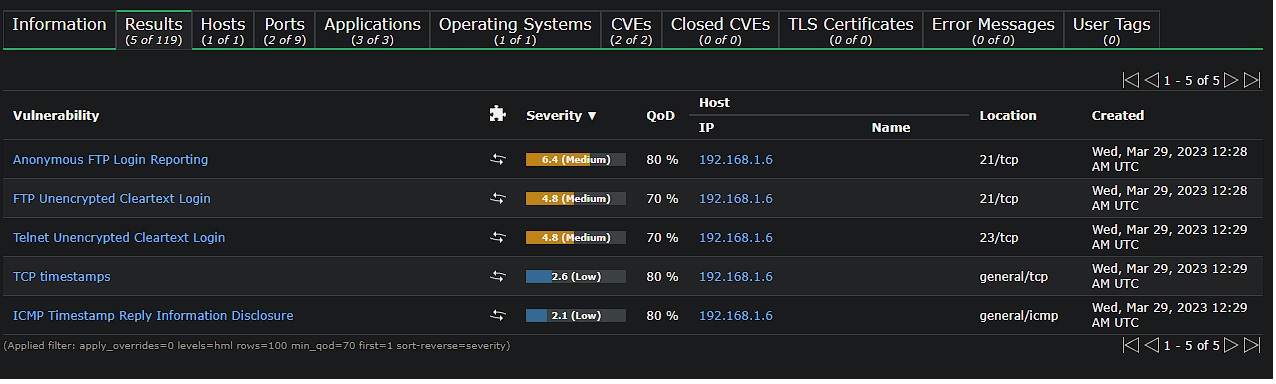 Information Results Hosts Ports Applications Operating Systems CVEs Closed CVEs TLS Certificates Error Messages User Tags
(5 of 119) (1 of 1) (2 of 9) (3 of 3) (1 of 1) (2 of 2) (0 of 0) (0 of 0) (0 of 0) (0)
1 - 5 of 5
Vulnerability Severity ▼ QoD Host Location Created
IP Name
Anonymous FTP Login Reporting 6.4 (Medium) 80 % 192.168.1.6 21/tcp Wed, Mar 29, 2023 12:28
AM UTC
FTP Unencrypted Cleartext Login 4.8 (Medium) 70 % 192.168.1.6 21/tcp Wed, Mar 29, 2023 12:28
AM UTC
Telnet Unencrypted Cleartext Login 4.8 (Medium) 70 % 192.168.1.6 23/tcp Wed, Mar 29, 2023 12:29
AM UTC
TCP timestamps 2.6 (Low) 80 % 192.168.1.6 general/tcp Wed, Mar 29, 2023 12:29
AM UTC
ICMP Timestamp Reply Information Disclosure 2.1 (Low) 80 % 192.168.1.6 general/icmp Wed, Mar 29, 2023 12:29
AM UTC
(Applied filter: apply_overrides=0 levels=hml rows=100 min_qod=70 first=1 sort-reverse=severity) 1 - 5 of 5